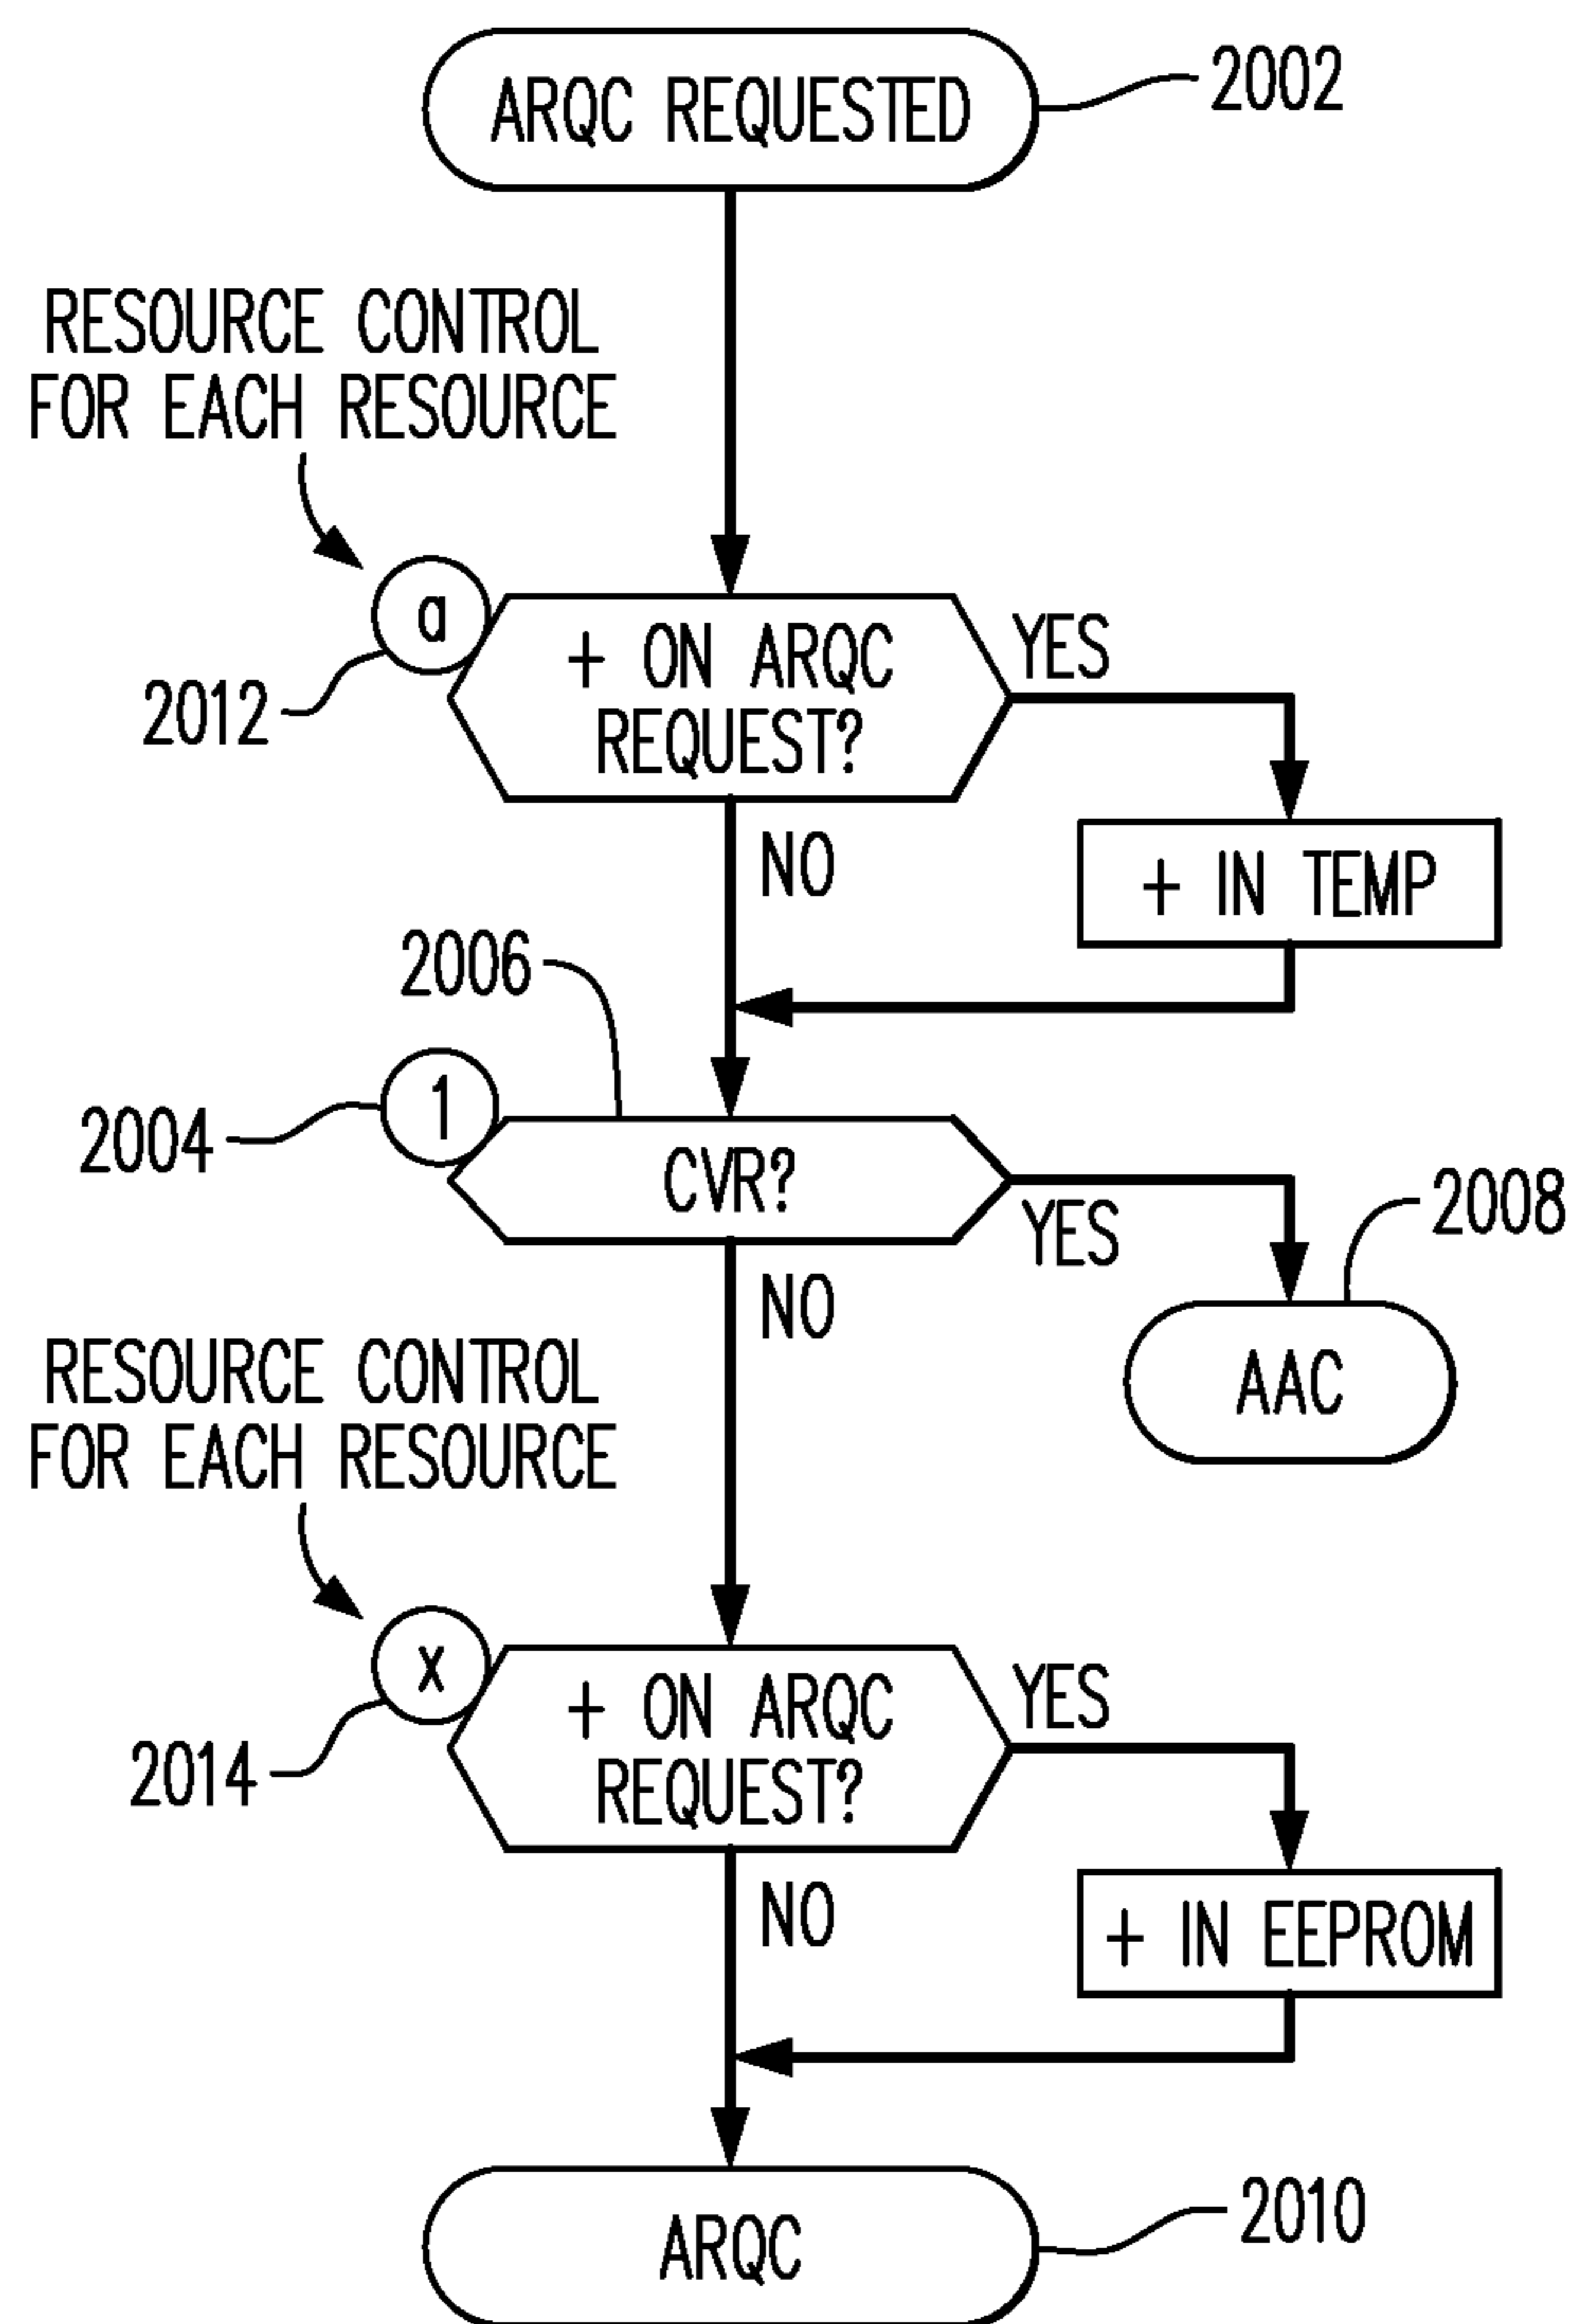 ARQC REQUESTED
2002
RESOURCE CONTROL
FOR EACH RESOURCE
a
2012
+ ON ARQC
REQUEST?
YES
NO
+ IN TEMP
2006
1
2004
CVR?
YES
NO
2008
AAC
RESOURCE CONTROL
FOR EACH RESOURCE
x
2014
+ ON ARQC
REQUEST?
YES
NO
+ IN EEPROM
ARQC
2010